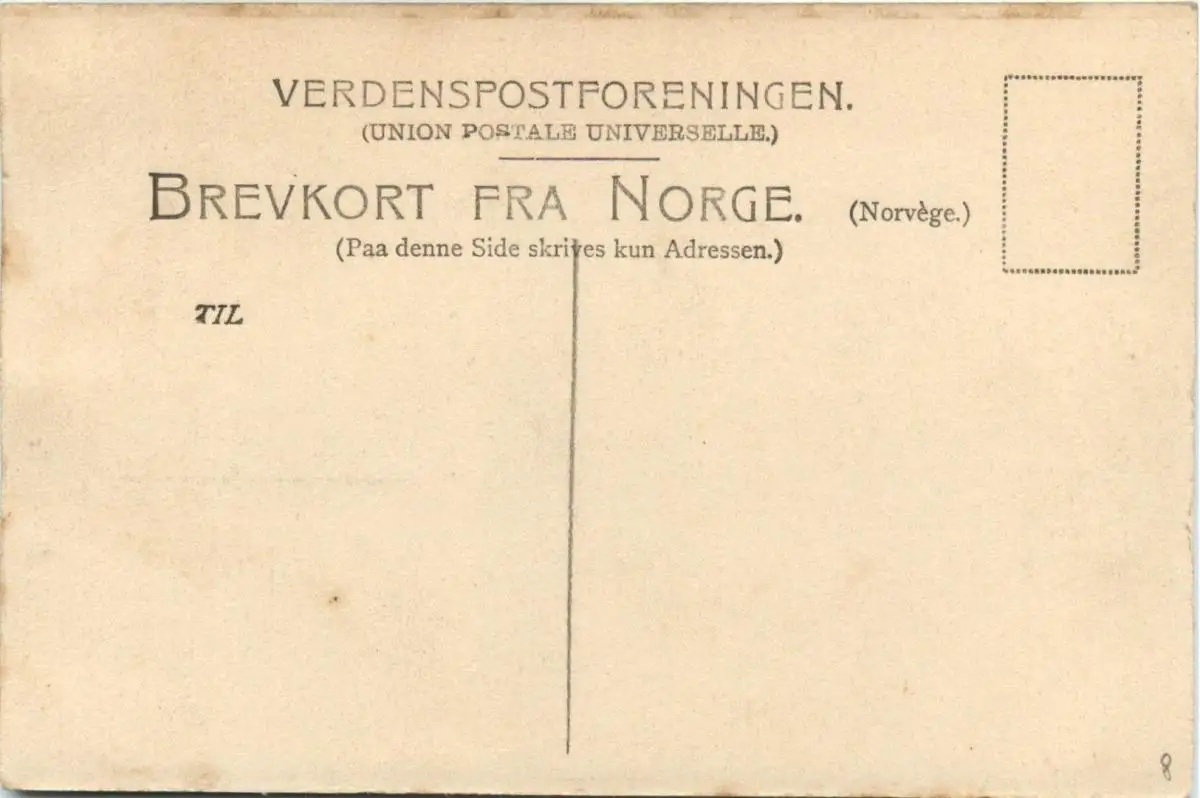 VERDENSPOSTFORENINGEN.
(UNION POSTALE UNIVERSELLE.)
BREVKORT FRA NORGE. (Norvège.)
(Paa denne Side skrives kun Adressen.)
TIL
8